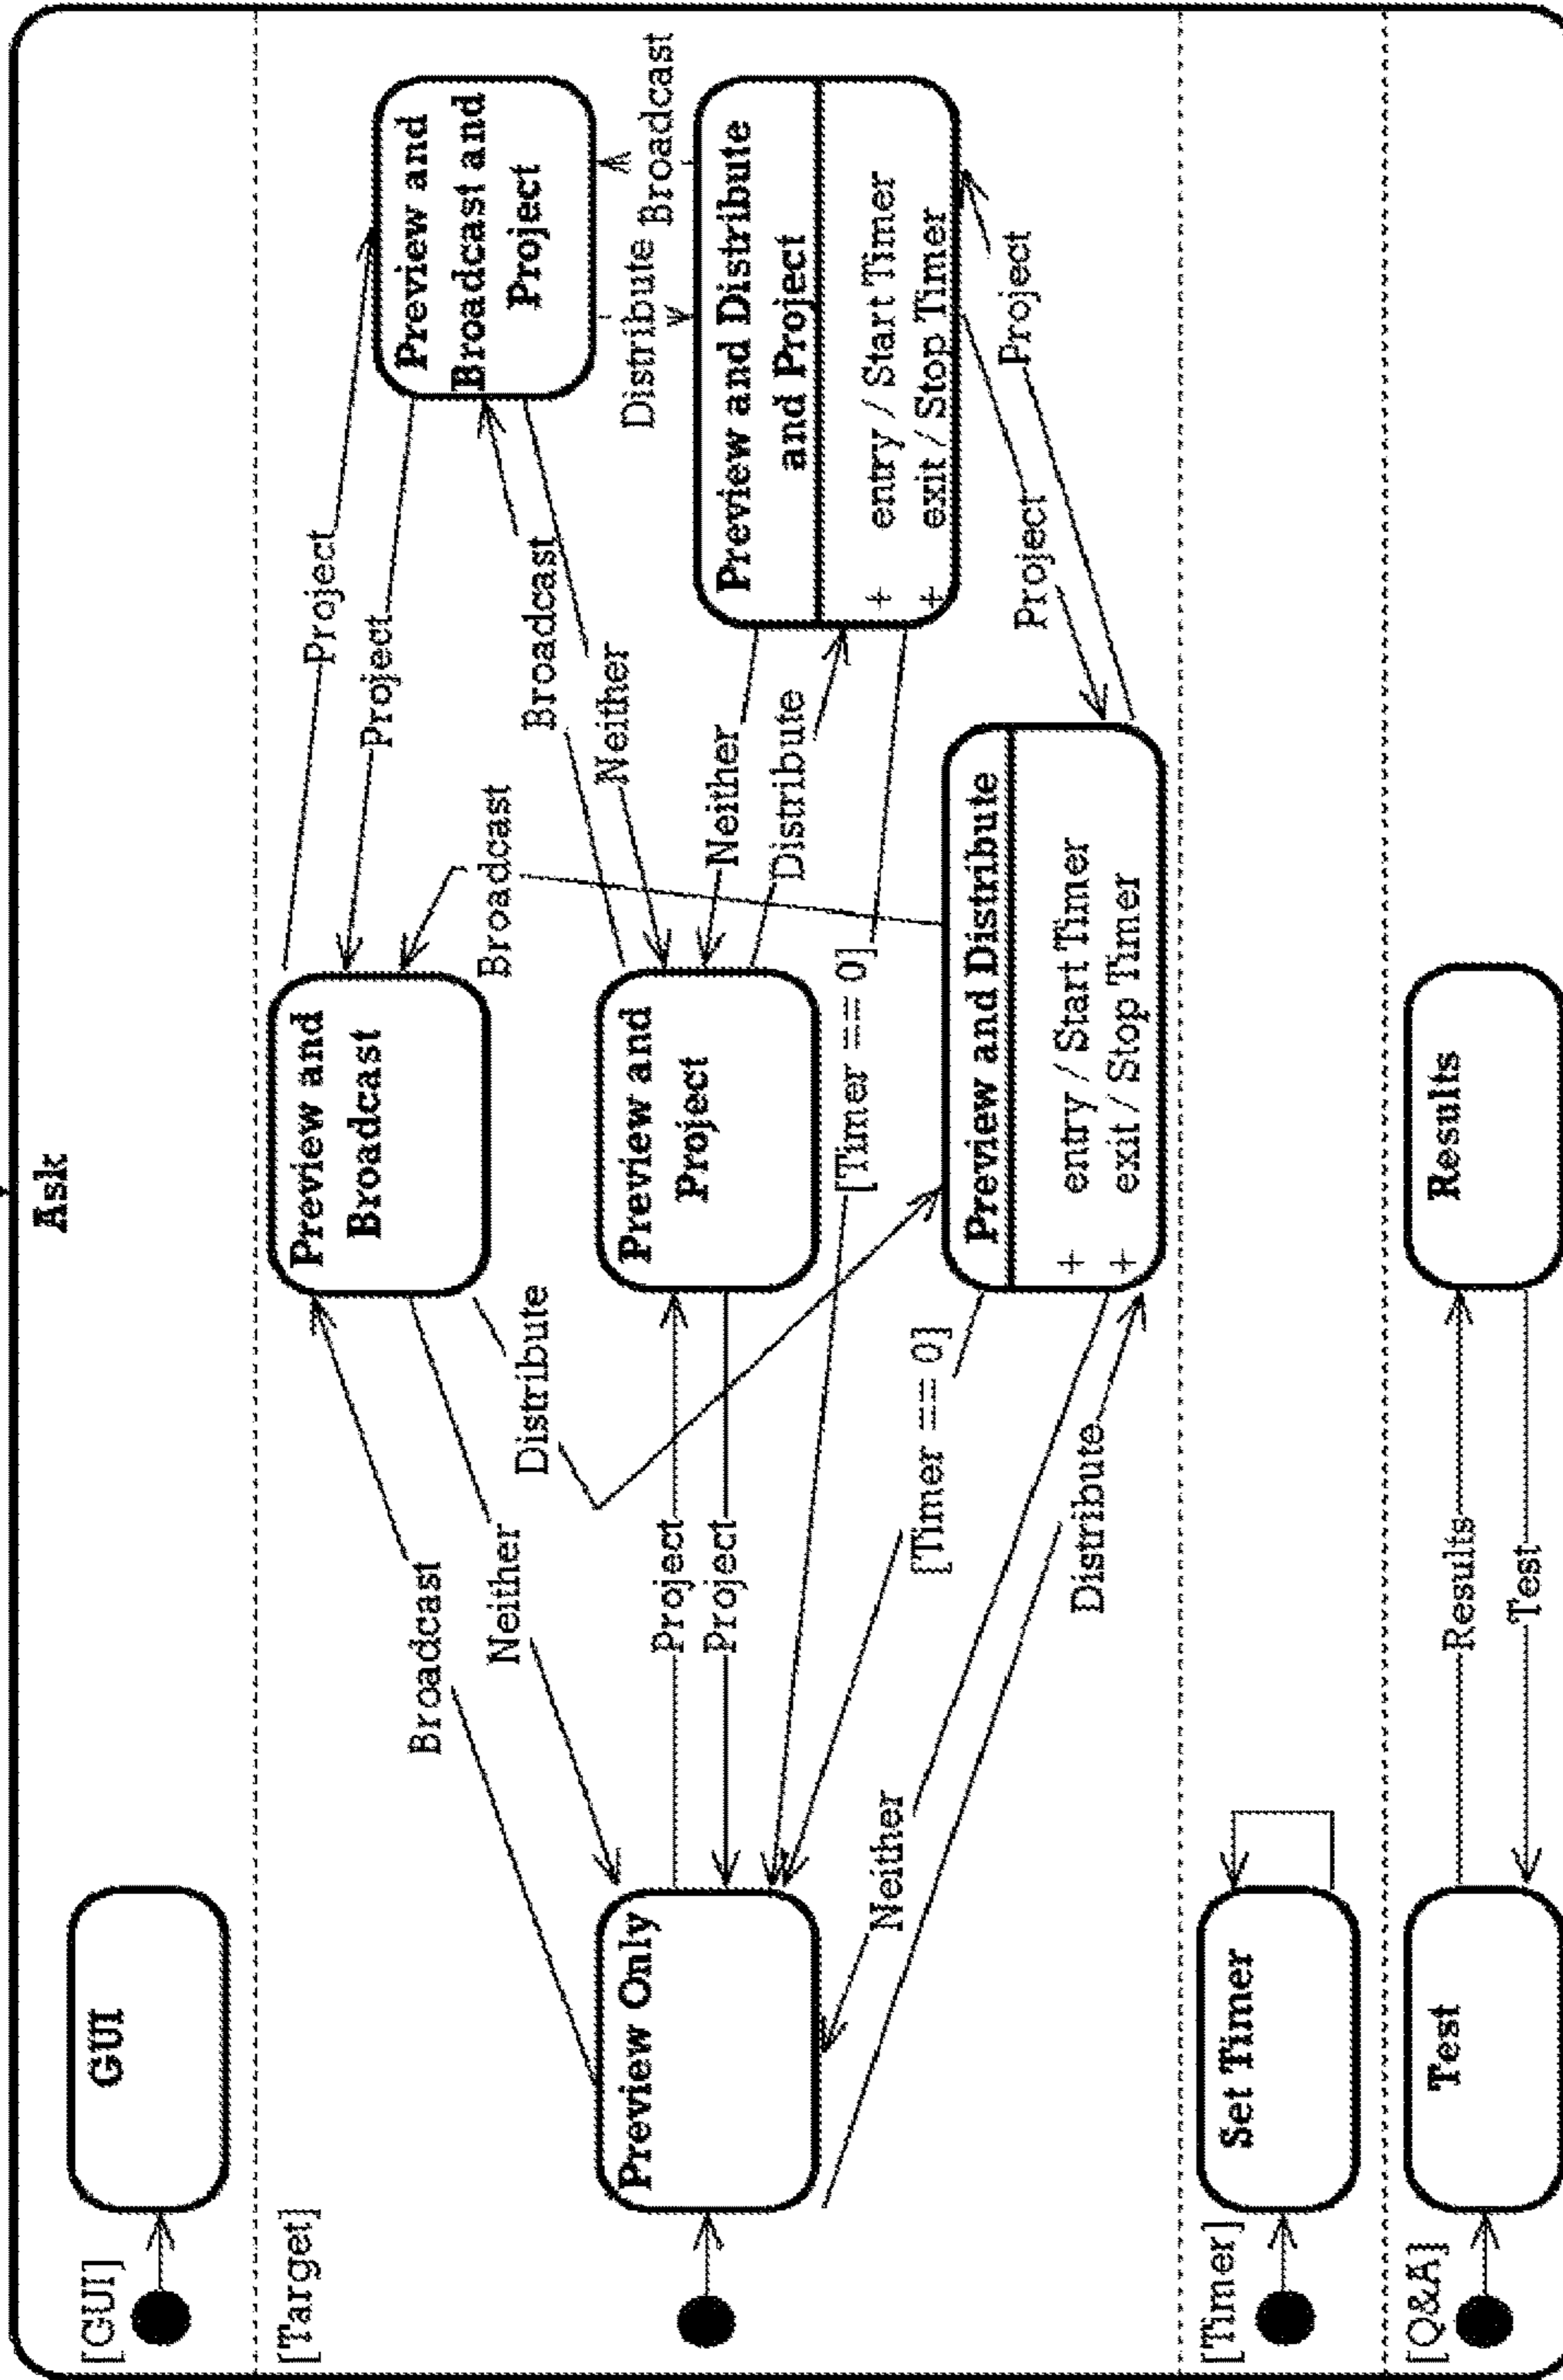 Ask
[GUI]
GUI
[Target]
Preview and
Broadcast
Project
Project
Preview and
Broadcast and
Project
Broadcast
Neither
Distribute
Broadcast
Broadcast
Neither
Distribute
Broadcast
Preview Only
Project
Project
Preview and
Project
Neither
Distribute
Preview and Distribute
and Project
+ entry / Start Timer
+ exit / Stop Timer
[Timer == 0]
[Timer == 0]
Neither
Distribute
Preview and Distribute
+ entry / Start Timer
+ exit / Stop Timer
Project
Project
[Timer]
Set Timer
[Q&A]
Test
Results
Test
Results